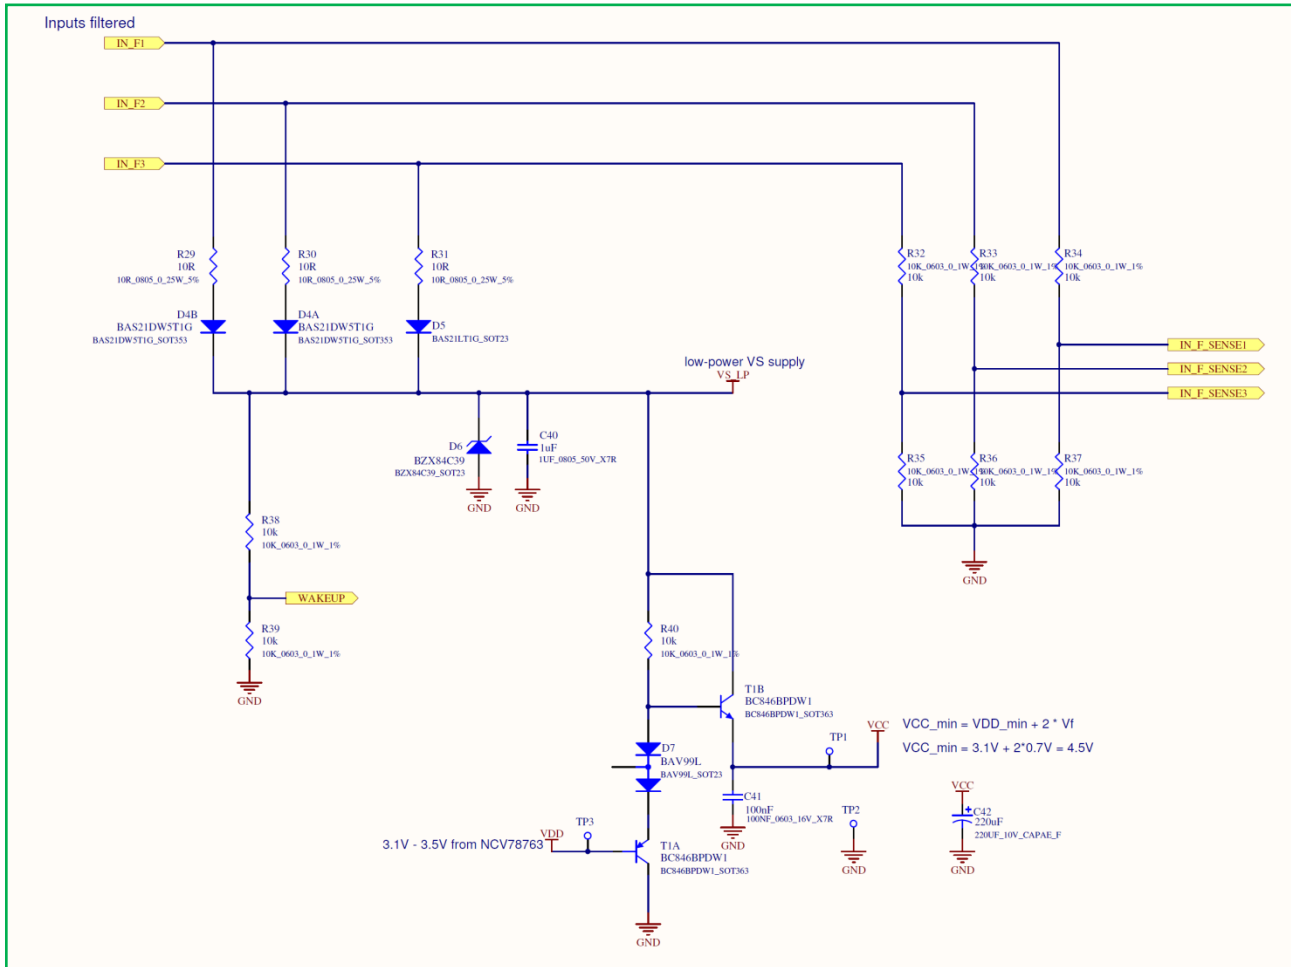 Inputs filtered
IN_F1
IN_F2
IN_F3
R29
10R
10R_0805_0_25W_5%
R30
10R
10R_0805_0_25W_5%
R31
10R
10R_0805_0_25W_5%
R32
10K_0603_0_1W_1%
10k
R33
10K_0603_0_1W_1%
10k
R34
10K_0603_0_1W_1%
10k
D4B
BAS21DW5T1G
BAS21DW5T1G_SOT353
D4A
BAS21DW5T1G
BAS21DW5T1G_SOT353
D5
BAS21LT1G_SOT23
IN_F_SENSE1
IN_F_SENSE2
IN_F_SENSE3
low-power VS supply
VS_LP
D6
BZX84C39
BZX84C39_SOT23
GND
C40
1uF
1UF_0805_50V_X7R
GND
R35
10K_0603_0_1W_1%
10k
R36
10K_0603_0_1W_1%
10k
R37
10K_0603_0_1W_1%
10k
GND
R38
10k
10K_0603_0_1W_1%
WAKEUP
R39
10k
10K_0603_0_1W_1%
GND
R40
10k
10K_0603_0_1W_1%
T1B
BC846BPDW1
BC846BPDW1_SOT363
D7
BAV99L
BAV99L_SOT23
TP1
VCC
VCC_min = VDD_min + 2 * Vf
VCC_min = 3.1V + 2*0.7V = 4.5V
C41
100nF
100NF_0603_16V_X7R
GND
TP2
GND
VCC
C42
220uF
220UF_10V_CAPAE_F
GND
3.1V - 3.5V from NCV78763
VDD
TP3
T1A
BC846BPDW1
BC846BPDW1_SOT363
GND